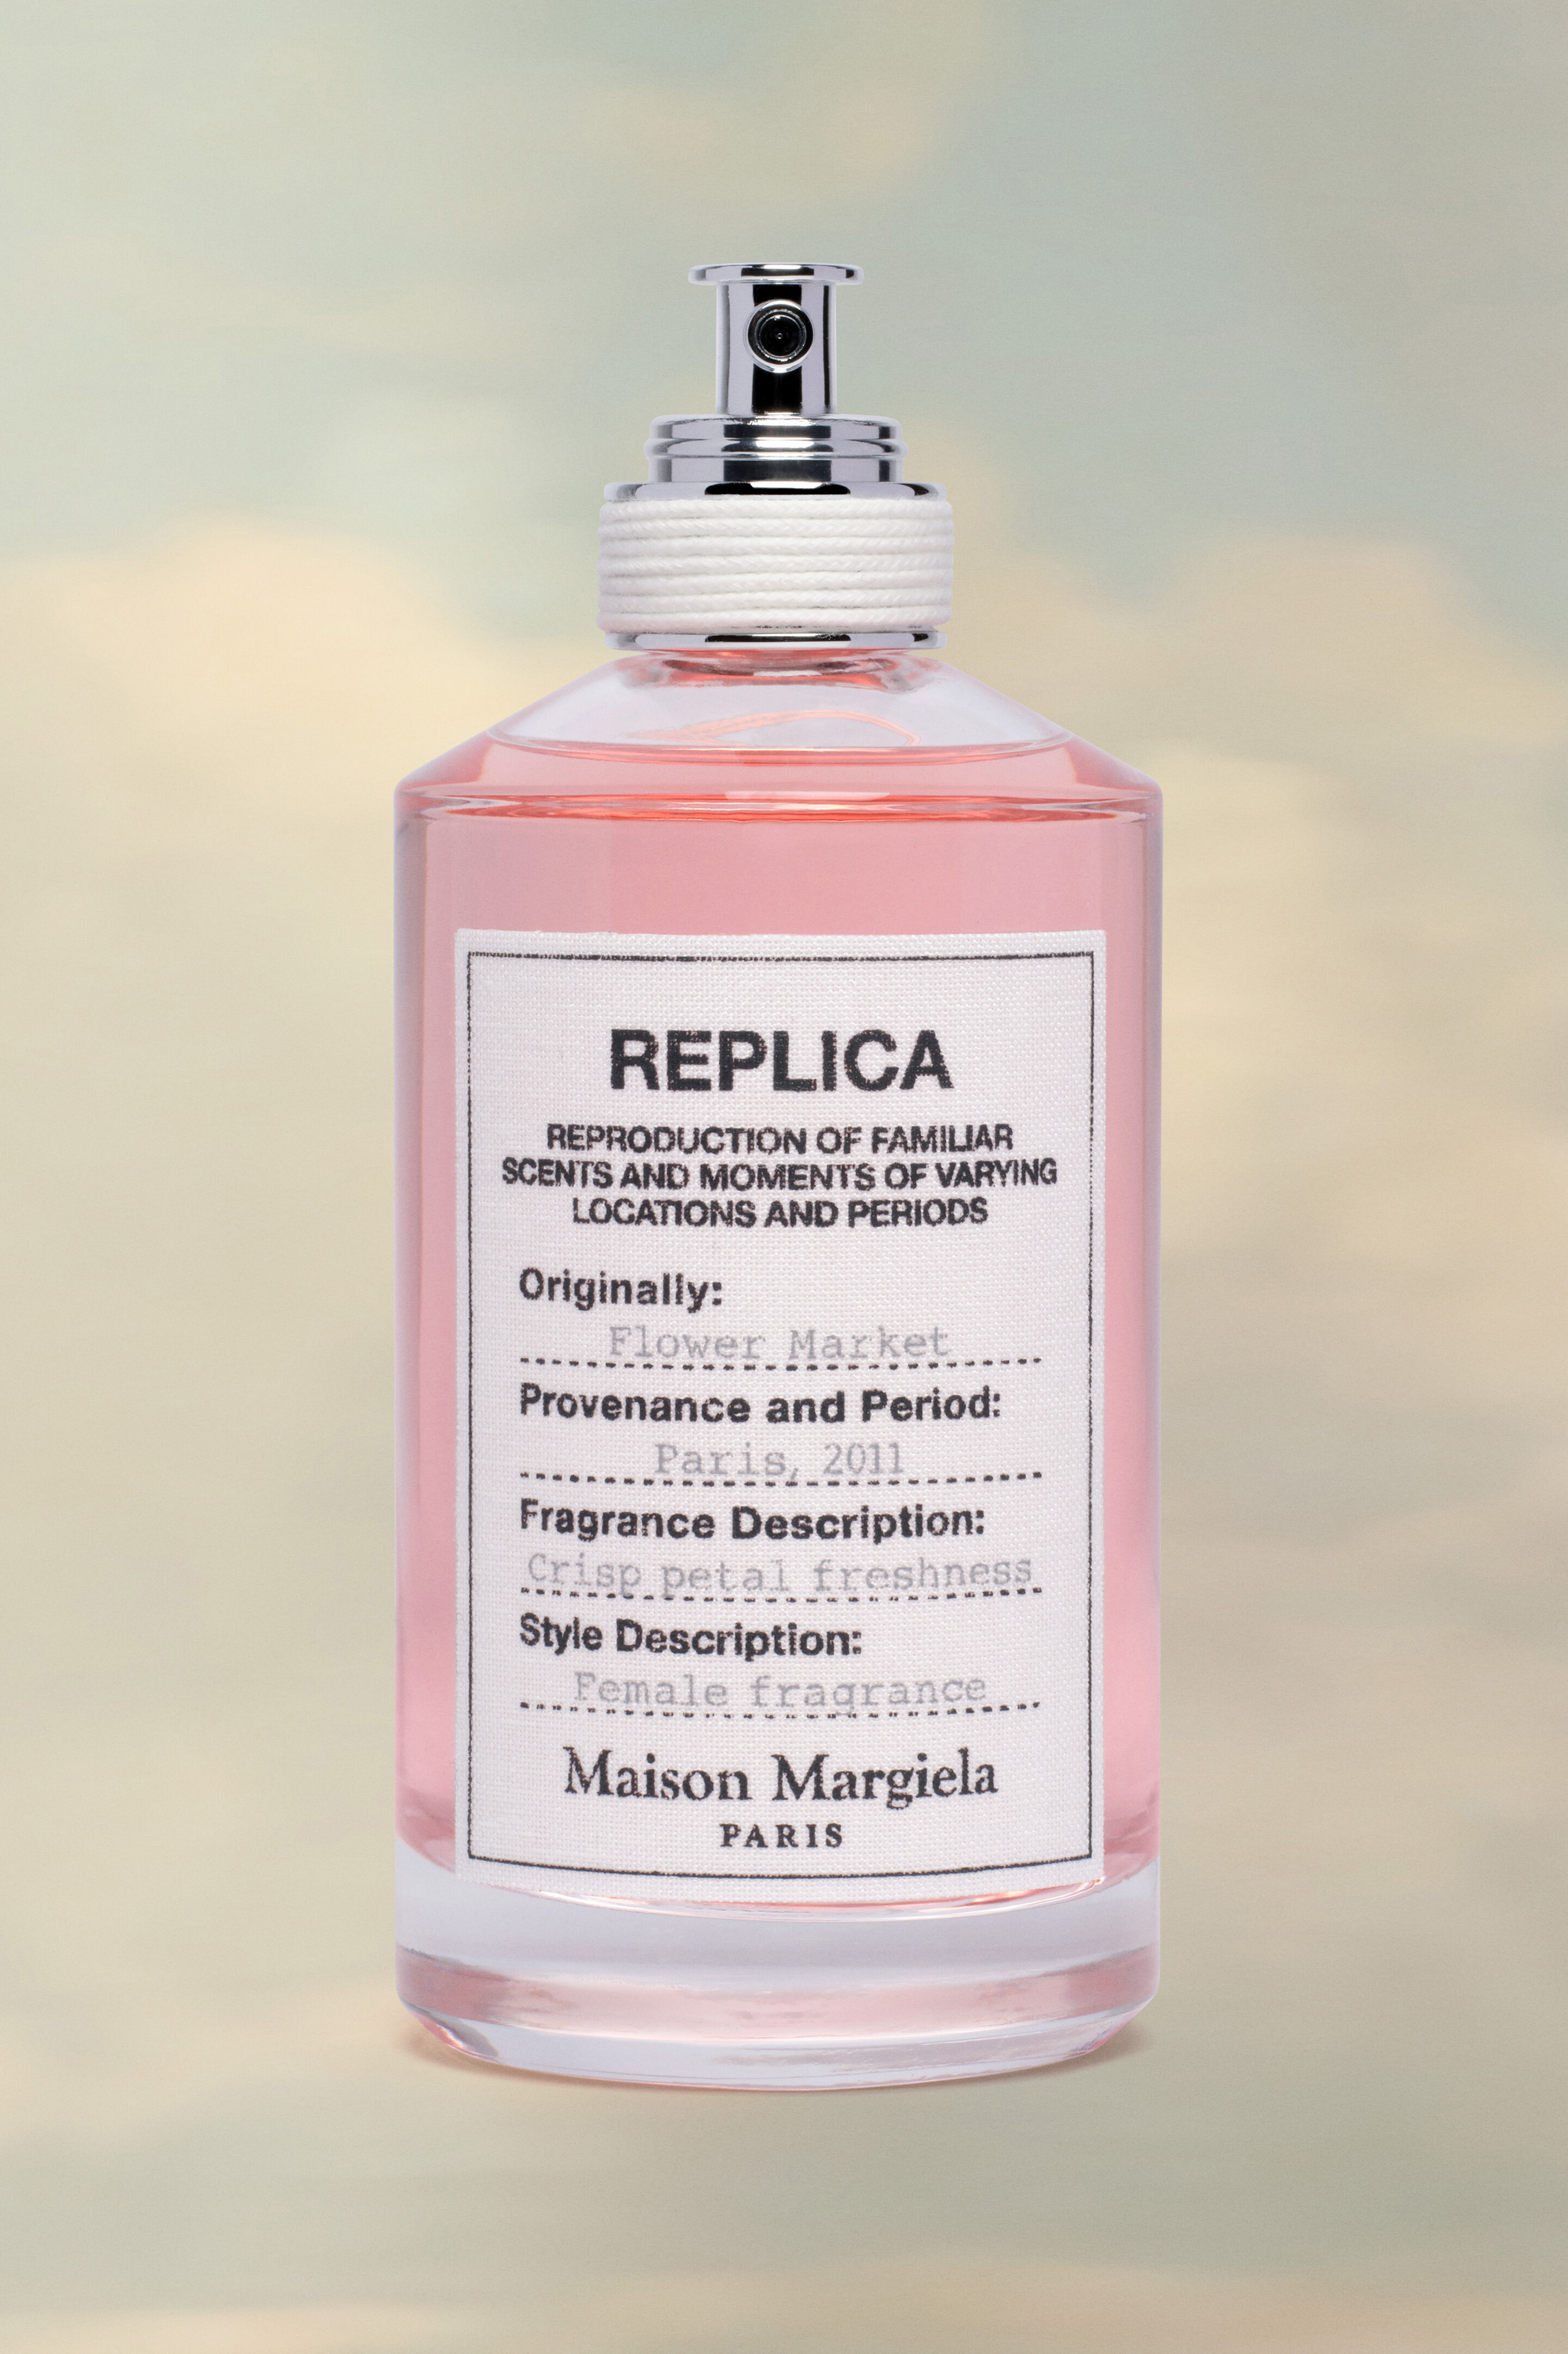 REPLICA
REPRODUCTION OF FAMILIAR
SCENTS AND MOMENTS OF VARYING
LOCATIONS AND PERIODS
Originally:
Flower Market
Provenance and Period:
Paris, 2011
Fragrance Description:
Crisp petal freshness
Style Description:
Female fragrance
Maison Margiela
PARIS